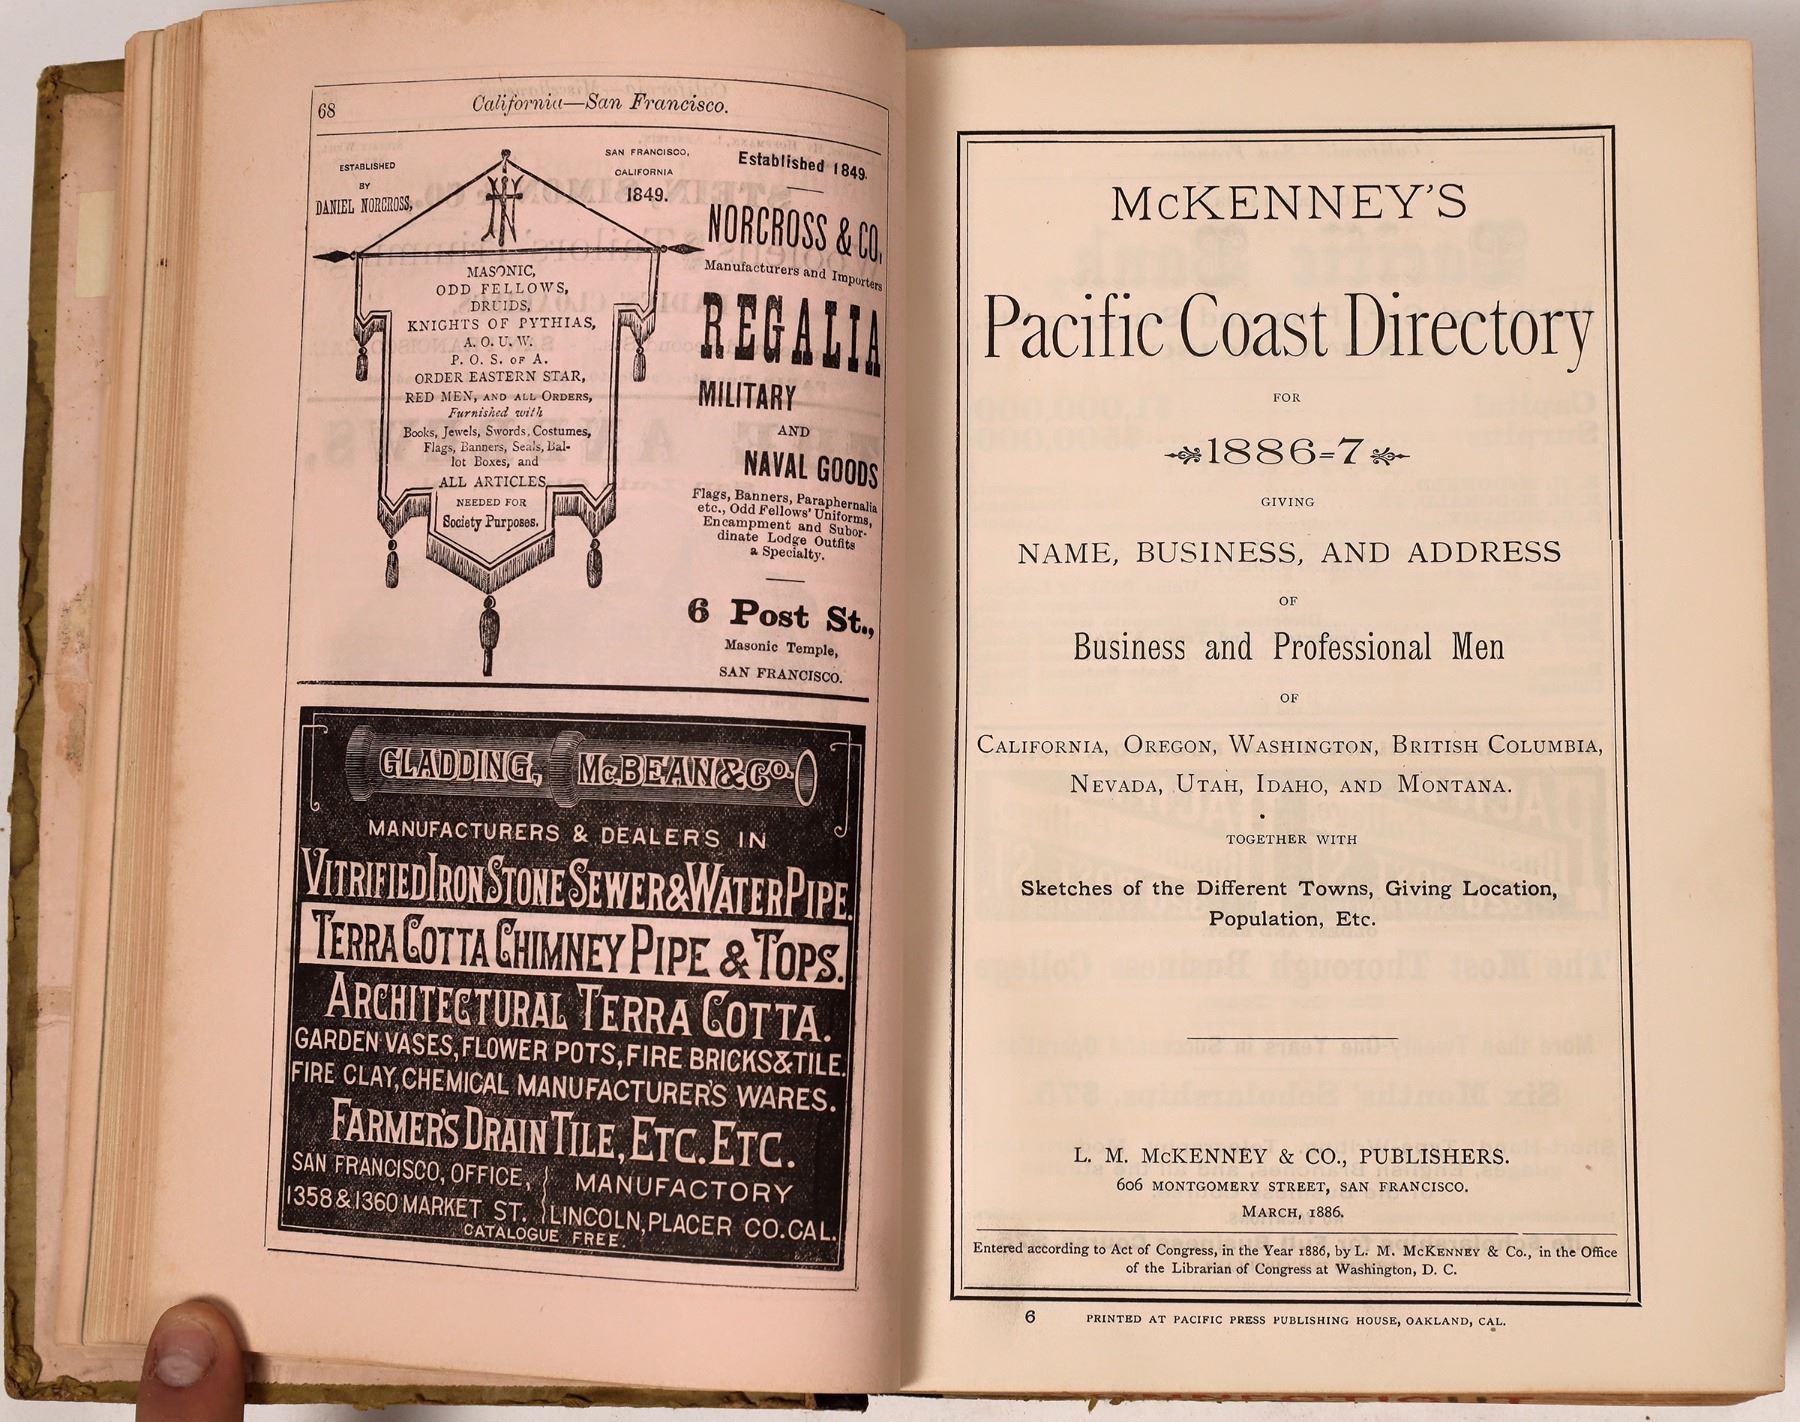 68
California—San Francisco.
ESTABLISHED
BY
DANIEL NORCROSS,
SAN FRANCISCO,
CALIFORNIA
1849.
MASONIC,
ODD FELLOWS,
DRUIDS,
KNIGHTS OF PYTHIAS,
A. O. U. W.
P. O. S. OF A.
ORDER EASTERN STAR,
RED MEN, AND ALL ORDERS,
Furnished with
Books, Jewels, Swords, Costumes,
Flags, Banners, Seals, Bal-
lot Boxes, and
ALL ARTICLES
NEEDED FOR
Society Purposes.
Established 1849.
NORCROSS & CO,
Manufacturers and Importers
REGALIA
MILITARY
AND
NAVAL GOODS
Flags, Banners, Paraphernalia
etc., Odd Fellows' Uniforms,
Encampment and Subor-
dinate Lodge Outfits
a Specialty.
6 Post St.,
Masonic Temple,
SAN FRANCISCO.
GLADDING, McBEAN & Co.
MANUFACTURERS & DEALERS IN
VITRIFIED IRON STONE SEWER & WATER PIPE.
TERRA COTTA CHIMNEY PIPE & TOPS.
ARCHITECTURAL TERRA COTTA.
GARDEN VASES, FLOWER POTS, FIRE BRICKS & TILE.
FIRE CLAY, CHEMICAL MANUFACTURER'S WARES.
FARMER'S DRAIN TILE, ETC. ETC.
SAN FRANCISCO, OFFICE,
1358 & 1360 MARKET ST.
MANUFACTORY
LINCOLN, PLACER CO. CAL.
CATALOGUE FREE.
McKENNEY'S
Pacific Coast Directory
FOR
1886=7
GIVING
NAME, BUSINESS, AND ADDRESS
OF
Business and Professional Men
OF
CALIFORNIA, OREGON, WASHINGTON, BRITISH COLUMBIA,
NEVADA, UTAH, IDAHO, AND MONTANA.
TOGETHER WITH
Sketches of the Different Towns, Giving Location,
Population, Etc.
L. M. McKENNEY & CO., PUBLISHERS.
606 MONTGOMERY STREET, SAN FRANCISCO.
MARCH, 1886.
Entered according to Act of Congress, in the Year 1886, by L. M. McKENNEY & Co., in the Office
of the Librarian of Congress at Washington, D. C.
6
PRINTED AT PACIFIC PRESS PUBLISHING HOUSE, OAKLAND, CAL.